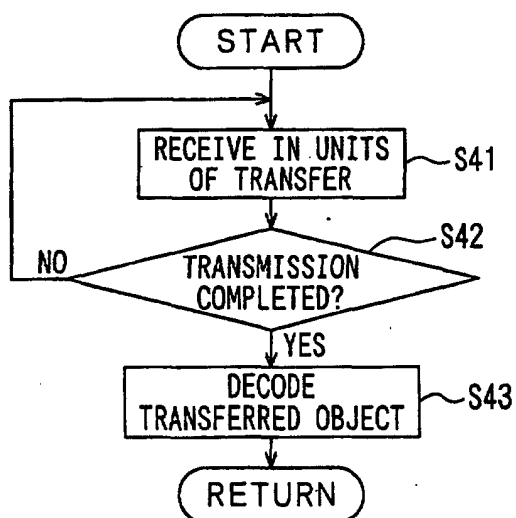 START
RECEIVE IN UNITS
OF TRANSFER
S41
S42
NO
TRANSMISSION
COMPLETED?
YES
DECODE
TRANSFERRED OBJECT
S43
RETURN